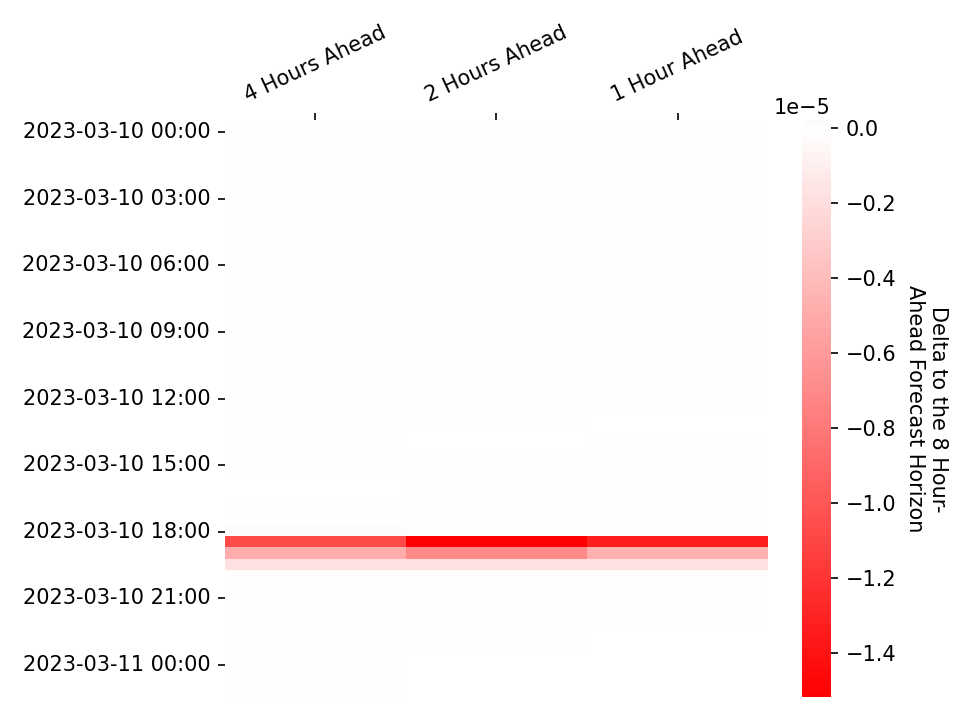 4 Hours Ahead
2 Hours Ahead
1 Hour Ahead
1e−5
2023-03-10 00:00
2023-03-10 03:00
2023-03-10 06:00
2023-03-10 09:00
2023-03-10 12:00
2023-03-10 15:00
2023-03-10 18:00
2023-03-10 21:00
2023-03-11 00:00
0.0
−0.2
−0.4
−0.6
−0.8
−1.0
−1.2
−1.4
Delta to the 8 Hour-
Ahead Forecast Horizon